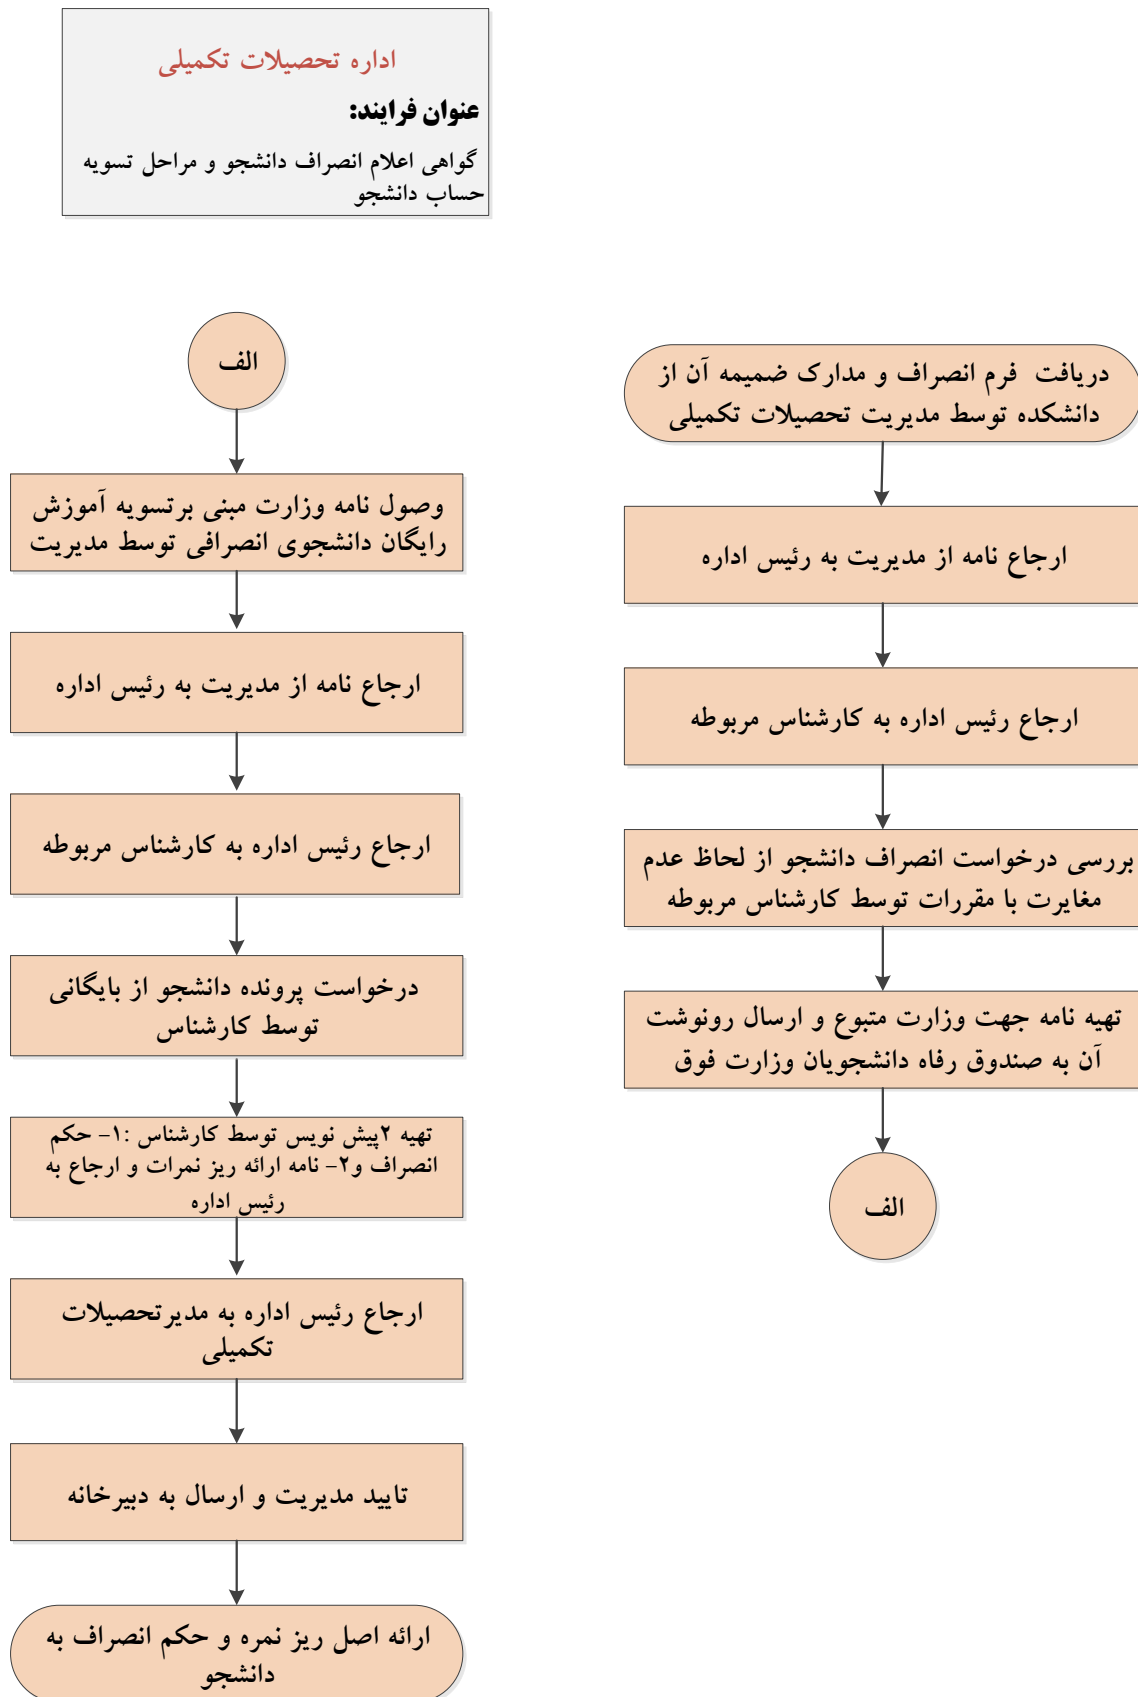 اداره تحصیلات تکمیلی
عنوان فرایند:
گواهی اعلام انصراف دانشجو و مراحل تسویه
حساب دانشجو
دریافت فرم انصراف و مدارک ضمیمه آن از
دانشکده توسط مدیریت تحصیلات تکمیلی
ارجاع نامه از مدیریت به رئیس اداره
ارجاع رئیس اداره به کارشناس مربوطه
بررسی درخواست انصراف دانشجو از لحاظ عدم
مغایرت با مقررات توسط کارشناس مربوطه
تهیه نامه جهت وزارت متبوع و ارسال رونوشت
آن به صندوق رفاه دانشجویان وزارت فوق
الف
الف
وصول نامه وزارت مبنی برتسویه آموزش
رایگان دانشجوی انصرافی توسط مدیریت
ارجاع نامه از مدیریت به رئیس اداره
ارجاع رئیس اداره به کارشناس مربوطه
درخواست پرونده دانشجو از بایگانی
توسط کارشناس
تهیه ۲پیش نویس توسط کارشناس :۱- حکم
انصراف و۲- نامه ارائه ریز نمرات و ارجاع به
رئیس اداره
ارجاع رئیس اداره به مدیرتحصیلات
تکمیلی
تایید مدیریت و ارسال به دبیرخانه
ارائه اصل ریز نمره و حکم انصراف به
دانشجو